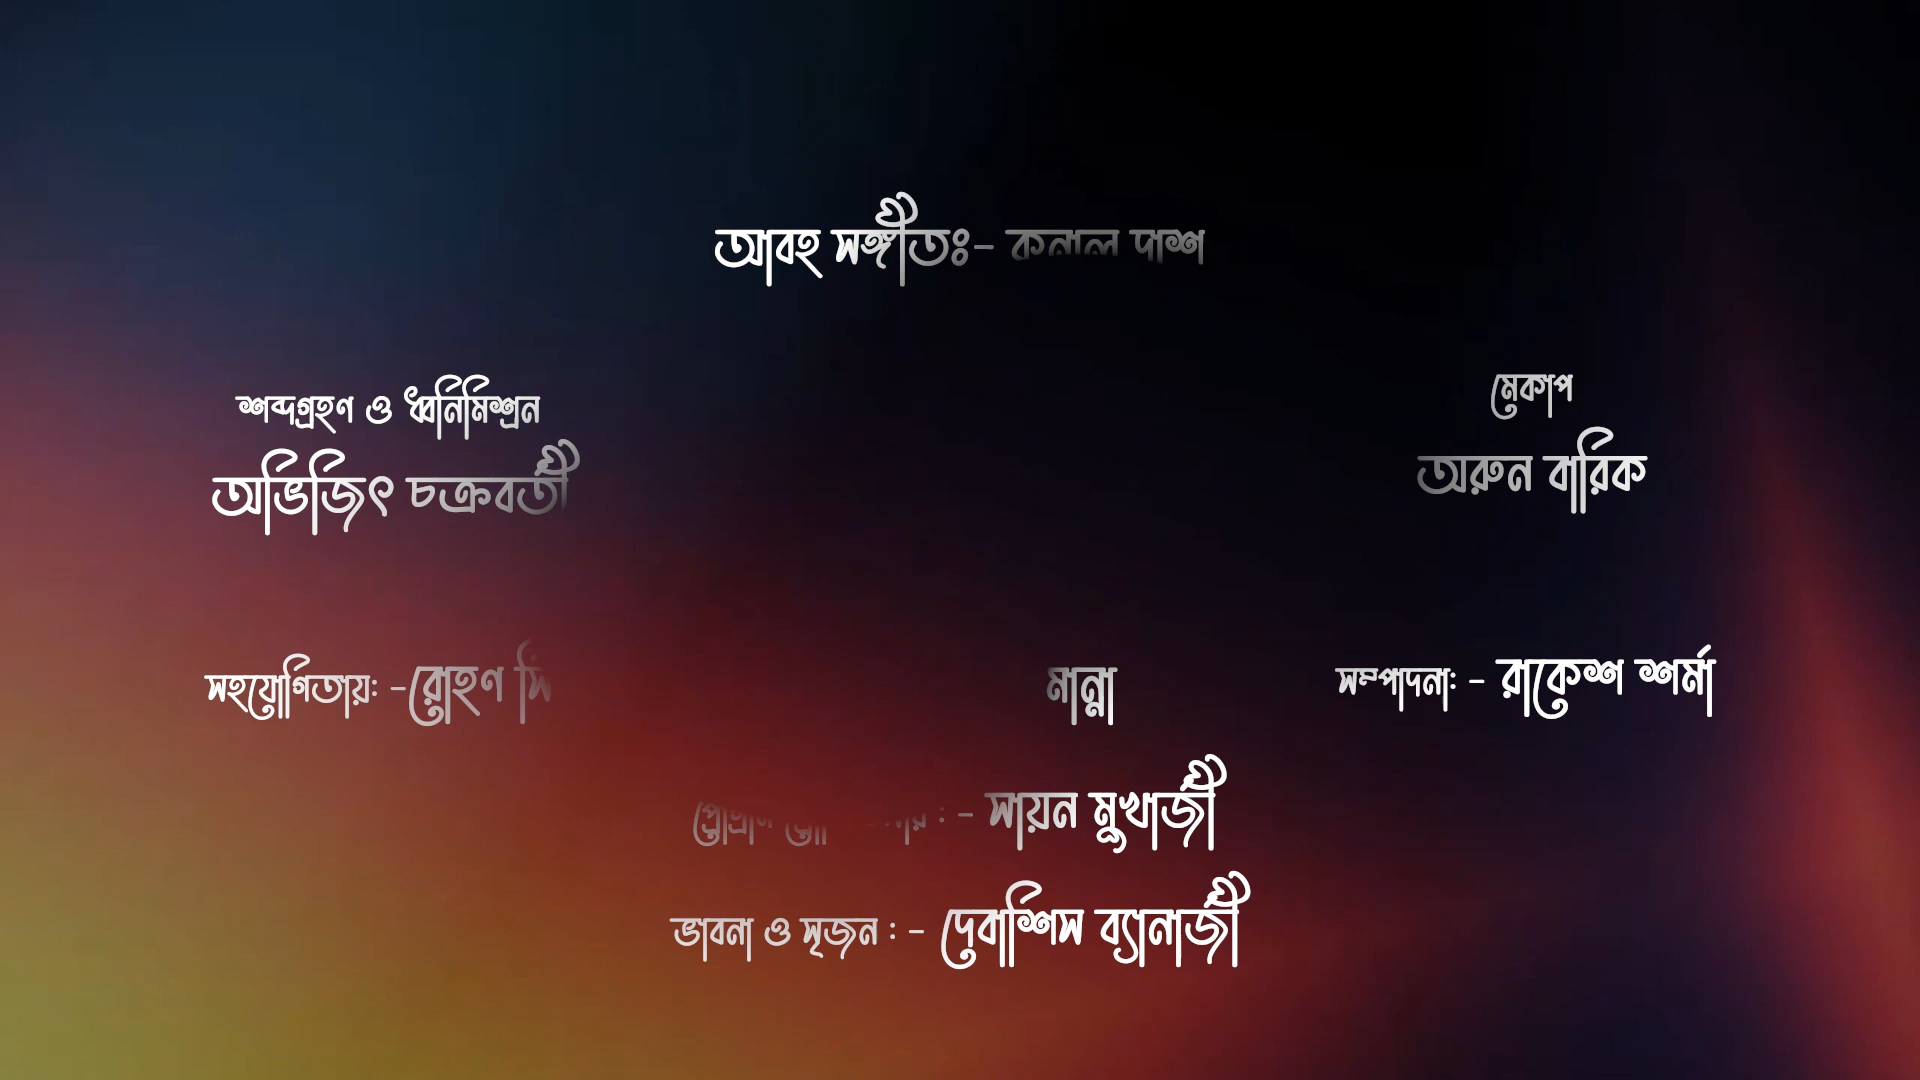 আবহ সঙ্গীতঃ-
শব্দগ্রহণ ও ধ্বনিমিশ্রন
অভিজিৎ চক্রবর্তী
মেকাপ
অরুন বারিক
সহযোগিতায়: -রোহণ
মান্না
সম্পাদনা: - রাকেশ শর্মা
: - সায়ন মুখার্জী
ভাবনা ও সৃজন : - দেবাশিস ব্যানার্জী